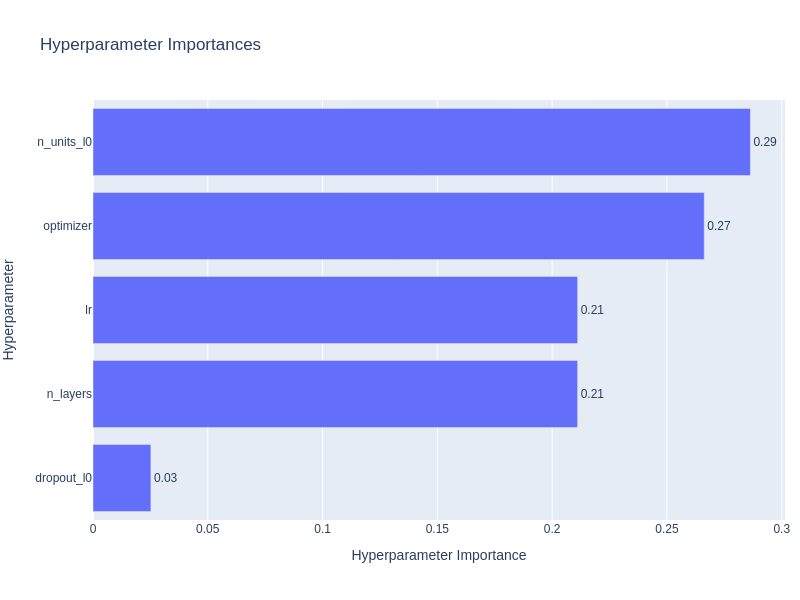 Hyperparameter Importances
Hyperparameter
n_units_l0
0.29
optimizer
0.27
lr
0.21
n_layers
0.21
dropout_l0
0.03
0
0.05
0.1
0.15
0.2
0.25
0.3
Hyperparameter Importance